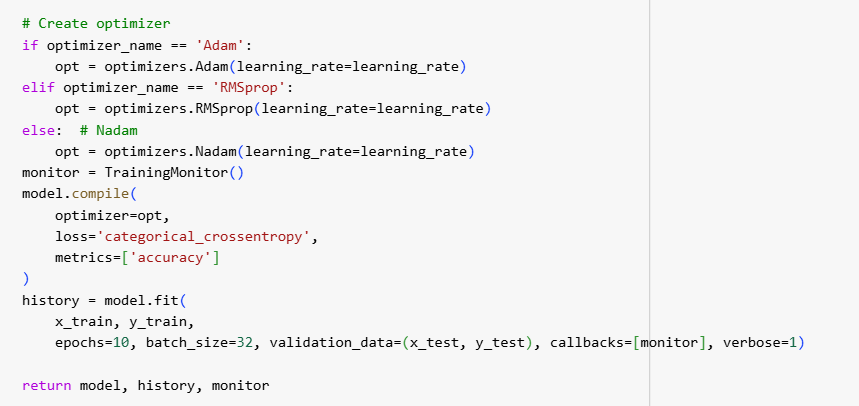 # Create optimizer
if optimizer_name == 'Adam':
    opt = optimizers.Adam(learning_rate=learning_rate)
elif optimizer_name == 'RMSprop':
    opt = optimizers.RMSprop(learning_rate=learning_rate)
else:  # Nadam
    opt = optimizers.Nadam(learning_rate=learning_rate)
monitor = TrainingMonitor()
model.compile(
    optimizer=opt,
    loss='categorical_crossentropy',
    metrics=['accuracy']
)
history = model.fit(
    x_train, y_train,
    epochs=10, batch_size=32, validation_data=(x_test, y_test), callbacks=[monitor], verbose=1)
return model, history, monitor